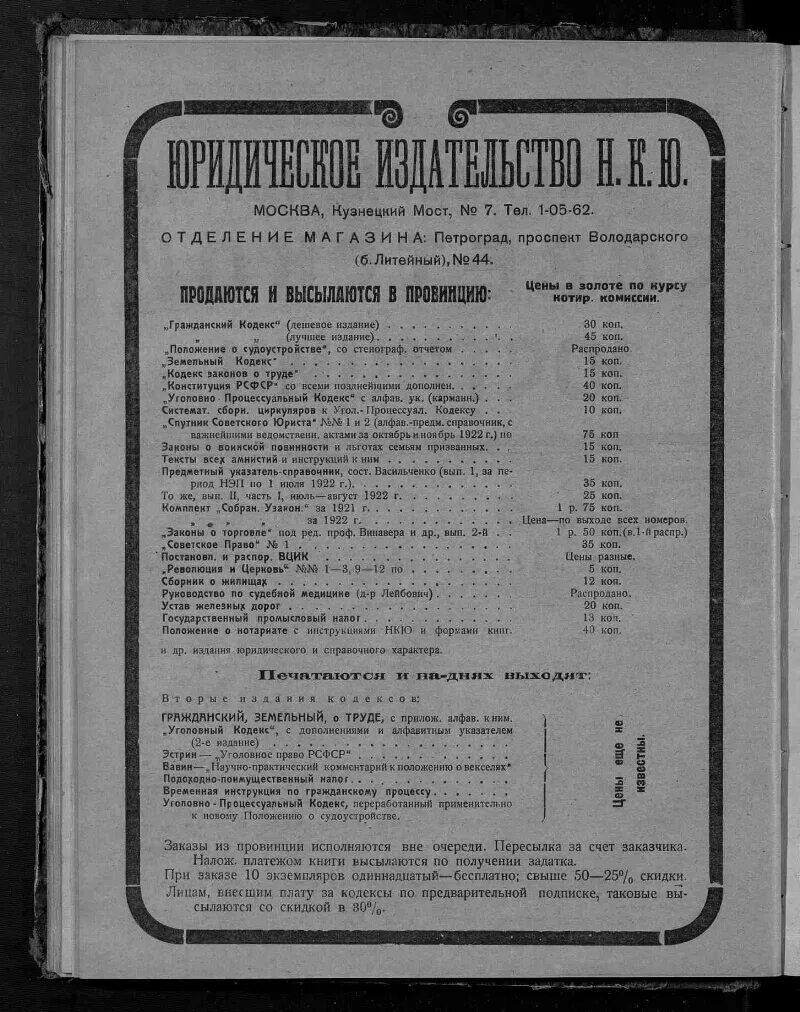 ЮРИДИЧЕСКОЕ ИЗДАТЕЛЬСТВО Н. К. Ю.
МОСКВА, Кузнецкий Мост, № 7. Тел. 1-05-62.
ОТДЕЛЕНИЕ МАГАЗИНА: Петроград, проспект Володарского
(б. Литейный), № 44.
ПРОДАЮТСЯ И ВЫСЫЛАЮТСЯ В ПРОВИНЦИЮ:
Цены в золоте по курсу
котир. комиссии.
„Гражданский Кодекс" (дешевое издание) . . . . . . . . . . 30 коп.
„ „ (лучшее издание) . . . . . . . . . . 45 коп.
„Положение о судоустройстве", со стенограф. отчетом . . . . . Распродано
„Земельный Кодекс" . . . . . . . . . . 15 коп.
„Кодекс законов о труде" . . . . . . . . . . 15 коп.
„Конституция РСФСР" со всеми позднейшими дополнен. . . . . . 40 коп.
„Уголовно Процессуальный Кодекс" с алфав. ук. (карманн.) . . . 20 коп.
Системат. сборн. циркуляров к Угол.-Процессуал. Кодексу . . 10 коп.
„Спутник Советского Юриста" №№ 1 и 2 (алфав.-предм. справочник, с
важнейшими ведомственн. актами за октябрь и ноябрь 1922 г.) по 75 коп
Законы о воинской повинности и льготах семьям призванных. . . . 15 коп.
Тексты всех амнистий и инструкций к ним . . . . . . . . 15 коп.
Предметный указатель-справочник, сост. Васильченко (вып. 1, за пе-
риод НЭП по 1 июля 1922 г.). . . . . . . . . . 35 коп.
То же, вып. II, часть I, июль—август 1922 г. . . . . . . . 25 коп.
Комплект „Собран. Узакон." за 1921 г. . . . . . . . . . 1 р. 75 коп.
„ „ „ за 1922 г. . . . . . . . . . Цена—по выходе всех номеров.
„Законы о торговле" под ред. проф. Винавера и др., вып. 2-й . . 1 р. 50 коп. (в. 1-й распр.)
„Советское Право" № 1 . . . . . . . . . . 35 коп.
Постановл. и распор. ВЦИК . . . . . . . . . . Цены разные.
„Революция и Церковь" №№ 1—3, 9—12 по . . . . . . . . 5 коп.
Сборник о жилищах . . . . . . . . . . 12 коп.
Руководство по судебной медицине (д-р Лейбович) . . . . . . Распродано.
Устав железных дорог . . . . . . . . . . 20 коп.
Государственный промысловый налог . . . . . . . . . . 13 коп.
Положение о нотариате с инструкциями НКЮ и формами книг. 40 коп.
и др. издания юридического и справочного характера.
Печатаются и на-днях выходят:
Вторые издания кодексов:
ГРАЖДАНСКИЙ, ЗЕМЕЛЬНЫЙ, о ТРУДЕ, с прилож. алфав. к ним.
„Уголовный Кодекс", с дополнениями и алфавитным указателем
(2-е издание) . . . . . . . . . .
Эстрин — „Уголовное право РСФСР" . . . . . . . . . .
Вавин—„Научно-практический комментарий к положению о векселях"
Подоходно-поимущественный налог. . . . . . . . . .
Временная инструкция по гражданскому процессу . . . . . . .
Уголовно-Процессуальный Кодекс, переработанный применительно
к новому Положению о судоустройстве.
Цены еще не
известны.
Заказы из провинции исполняются вне очереди. Пересылка за счет заказчика.
Налож. платежом книги высылаются по получении задатка.
При заказе 10 экземпляров одиннадцатый—бесплатно; свыше 50—25% скидки.
Лицам, внесшим плату за кодексы по предварительной подписке, таковые вы-
сылаются со скидкой в 30%.